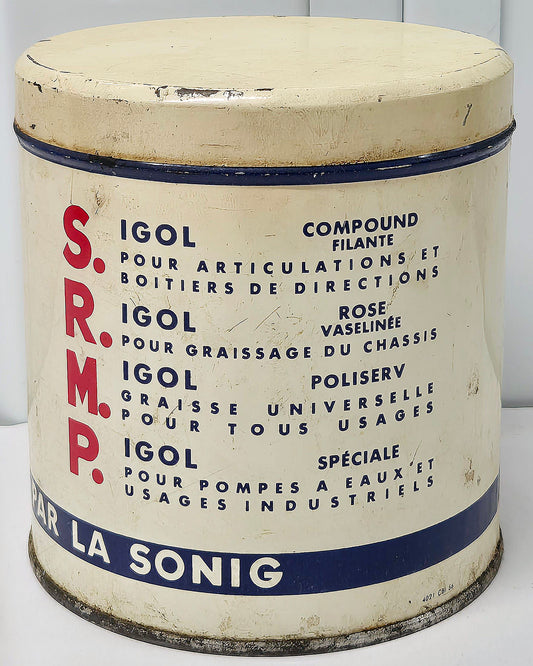 S. IGOL COMPOUND
FILANTE
POUR ARTICULATIONS ET
BOITIERS DE DIRECTIONS
R. IGOL ROSE
VASELINÉE
POUR GRAISSAGE DU CHASSIS
M. IGOL POLISERV
GRAISSE UNIVERSELLE
POUR TOUS USAGES
P. IGOL SPÉCIALE
POUR POMPES A EAUX ET
USAGES INDUSTRIELS
PAR LA SONIG